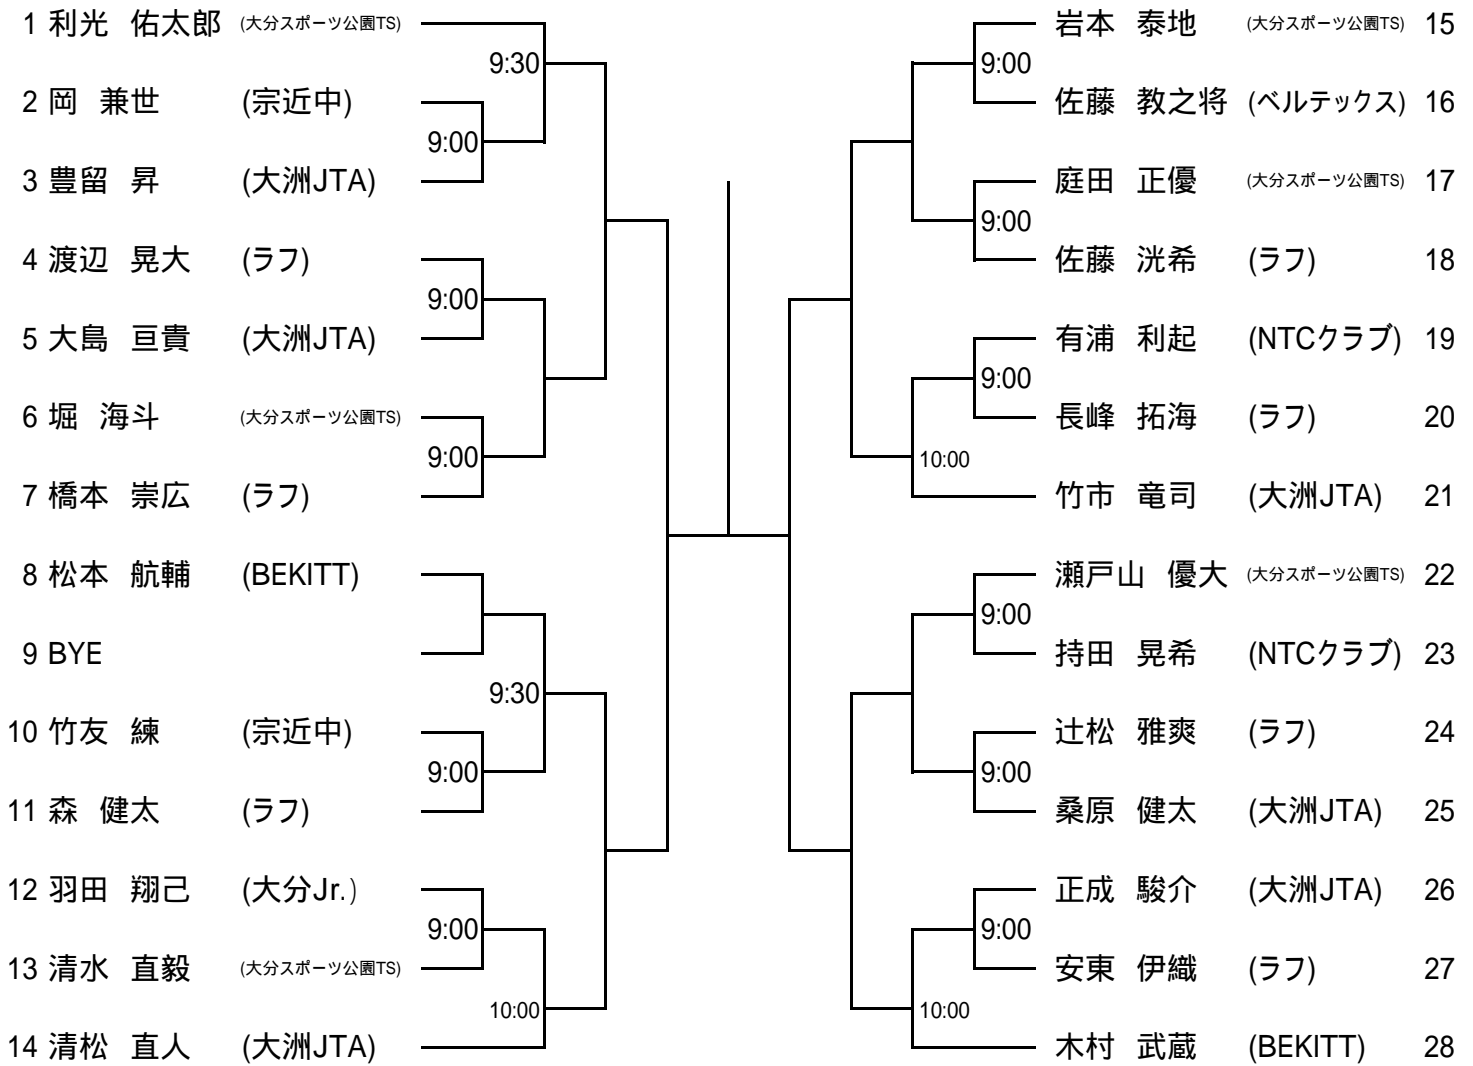 1 利光 佑太郎 (大分スポーツ公園TS)
9:30
2 岡 兼世 (宗近中)
9:00
3 豊留 昇 (大洲JTA)
4 渡辺 晃大 (ラフ)
9:00
5 大島 亘貴 (大洲JTA)
6 堀 海斗 (大分スポーツ公園TS)
9:00
7 橋本 崇広 (ラフ)
8 松本 航輔 (BEKITT)
9 BYE
9:30
10 竹友 練 (宗近中)
9:00
11 森 健太 (ラフ)
12 羽田 翔己 (大分Jr.)
9:00
13 清水 直毅 (大分スポーツ公園TS)
10:00
14 清松 直人 (大洲JTA)
岩本 泰地 (大分スポーツ公園TS) 15
9:00
佐藤 教之将 (ベルテックス) 16
庭田 正優 (大分スポーツ公園TS) 17
9:00
佐藤 洸希 (ラフ) 18
有浦 利起 (NTCクラブ) 19
9:00
長峰 拓海 (ラフ) 20
10:00
竹市 竜司 (大洲JTA) 21
瀬戸山 優大 (大分スポーツ公園TS) 22
9:00
持田 晃希 (NTCクラブ) 23
辻松 雅爽 (ラフ) 24
9:00
桑原 健太 (大洲JTA) 25
正成 駿介 (大洲JTA) 26
9:00
安東 伊織 (ラフ) 27
10:00
木村 武蔵 (BEKITT) 28